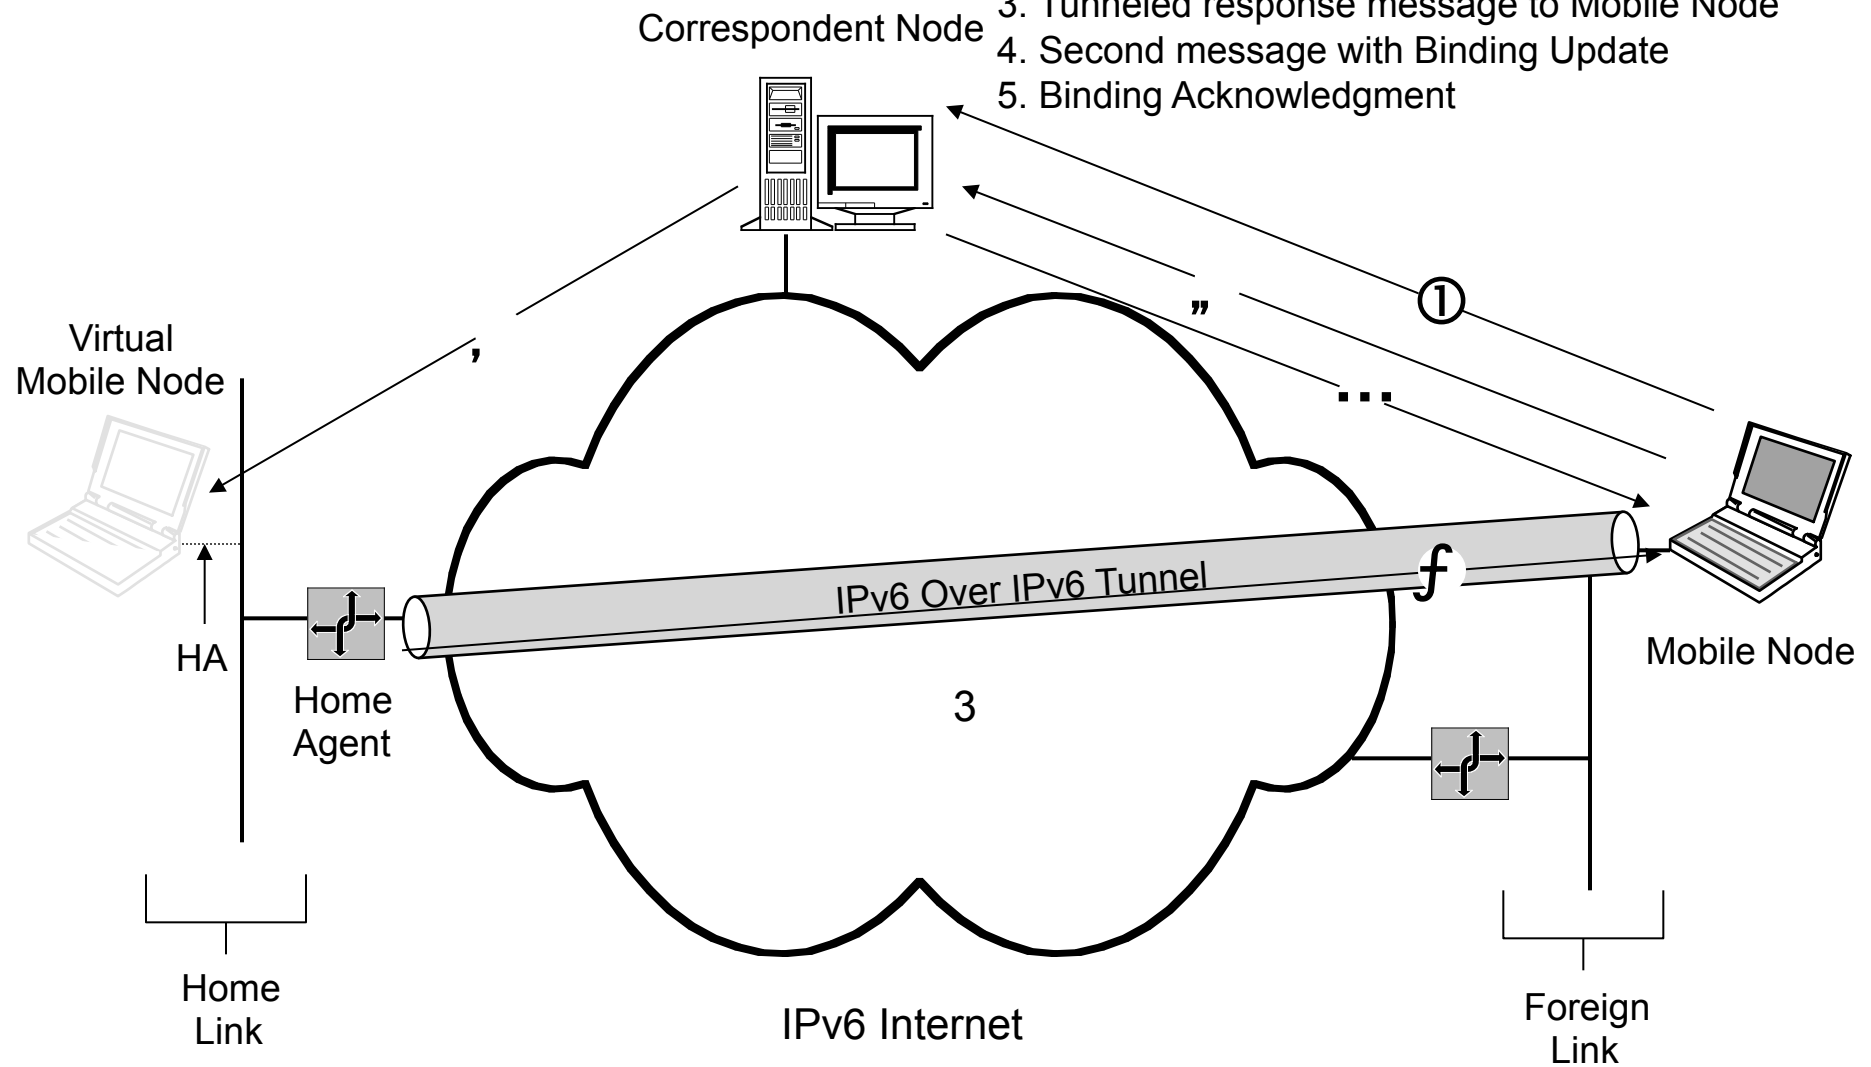 3. Tunneled response message to Mobile Node
Correspondent Node
4. Second message with Binding Update
5. Binding Acknowledgment
①
„
‚
…
Virtual
Mobile Node
IPv6 Over IPv6 Tunnel
ƒ
HA
Mobile Node
Home
Agent
3
Home
Link
IPv6 Internet
Foreign
Link